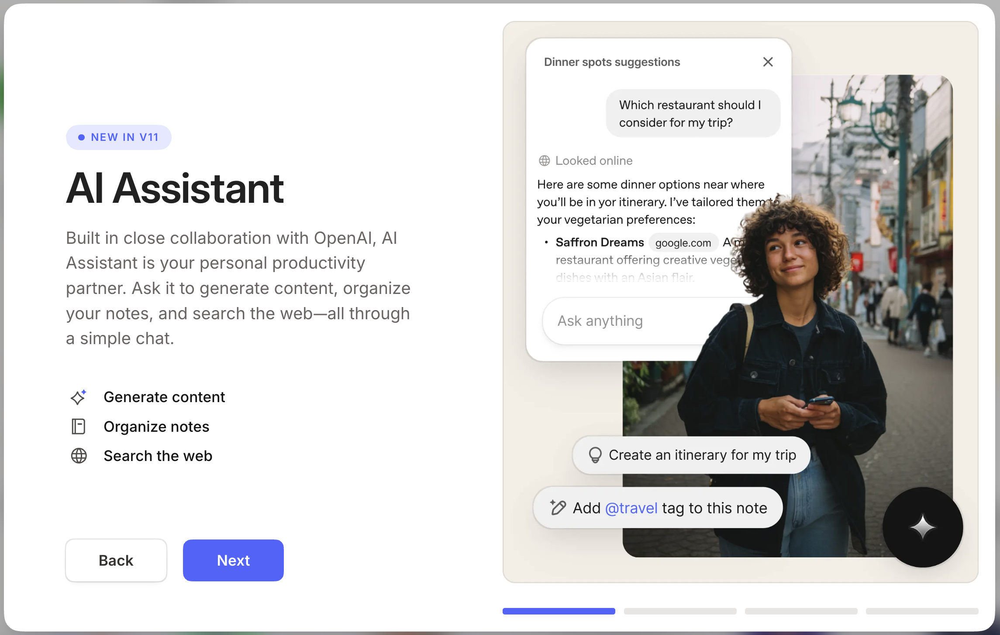 NEW IN V11
AI Assistant
Built in close collaboration with OpenAI, AI
Assistant is your personal productivity
partner. Ask it to generate content, organize
your notes, and search the web—all through
a simple chat.
Generate content
Organize notes
Search the web
Back
Next
Dinner spots suggestions
Which restaurant should I
consider for my trip?
Looked online
Here are some dinner options near where
you’ll be in yor itinerary. I’ve tailored them to
your vegetarian preferences:
• Saffron Dreams google.com A
restaurant offering creative
dishes with an Asian flair.
Ask anything
Create an itinerary for my trip
Add @travel tag to this note